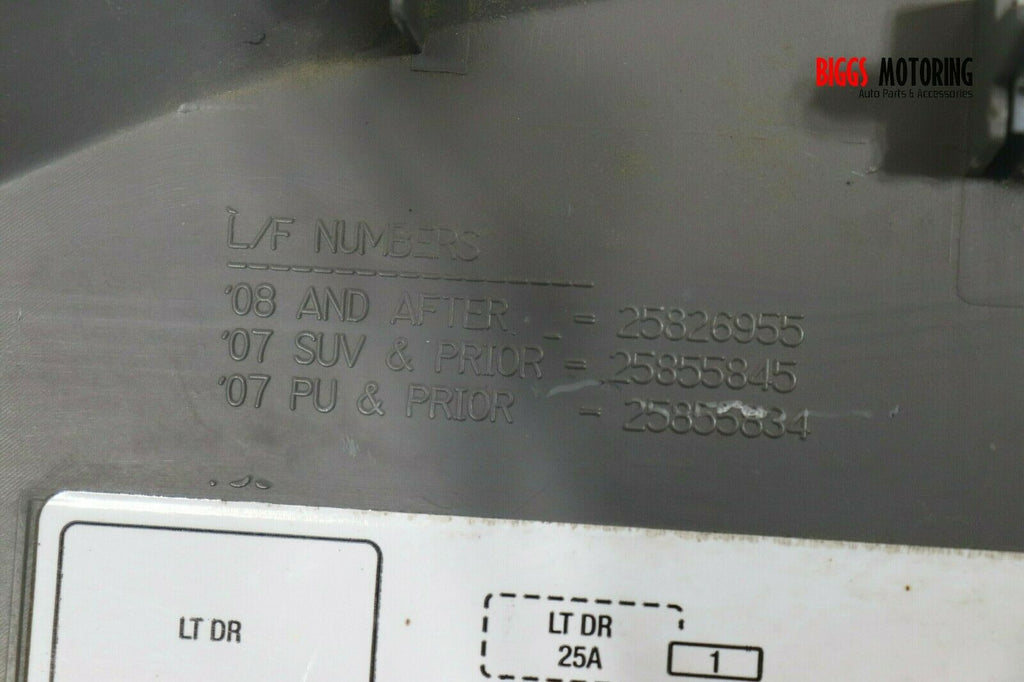 BIGGS MOTORING
Auto Parts & Accessories
L/F NUMBERS
'08 AND AFTER = 25826955
'07 SUV & PRIOR = 25855845
'07 PU & PRIOR = 25855834
LT DR
LT DR
25A
1